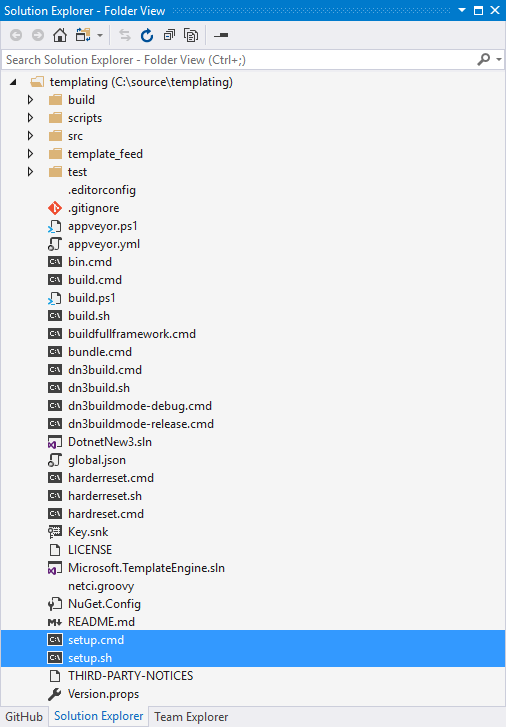 Solution Explorer - Folder View
Search Solution Explorer - Folder View (Ctrl+;)
templating (C:\source\templating)
build
scripts
src
template_feed
test
.editorconfig
.gitignore
appveyor.ps1
appveyor.yml
C:\ bin.cmd
C:\ build.cmd
build.ps1
C:\ build.sh
C:\ buildfullframework.cmd
C:\ bundle.cmd
C:\ dn3build.cmd
C:\ dn3build.sh
C:\ dn3buildmode-debug.cmd
C:\ dn3buildmode-release.cmd
DotnetNew3.sln
global.json
C:\ harderreset.cmd
C:\ harderreset.sh
C:\ hardreset.cmd
Key.snk
LICENSE
Microsoft.TemplateEngine.sln
netci.groovy
NuGet.Config
README.md
C:\ setup.cmd
C:\ setup.sh
THIRD-PARTY-NOTICES
Version.props
GitHub Solution Explorer Team Explorer